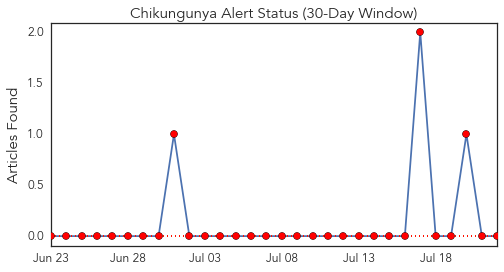 Chikungunya Alert Status (30-Day Window)
Articles Found
2.0
1.5
1.0
0.5
0.0
Jun 23 Jun 28 Jul 03 Jul 08 Jul 13 Jul 18